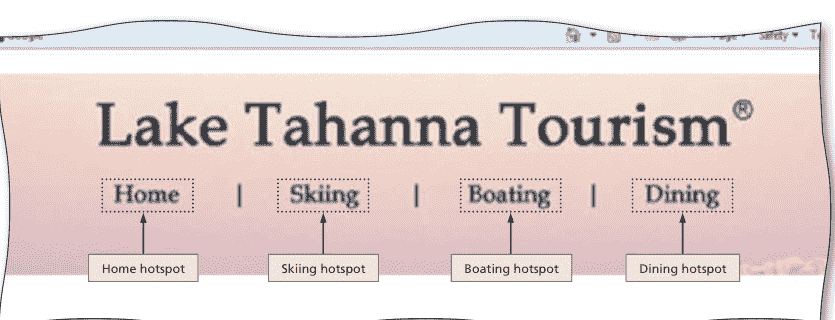 Lake Tahanna Tourism®
Home | Skiing | Boating | Dining
Home hotspot Skiing hotspot Boating hotspot Dining hotspot